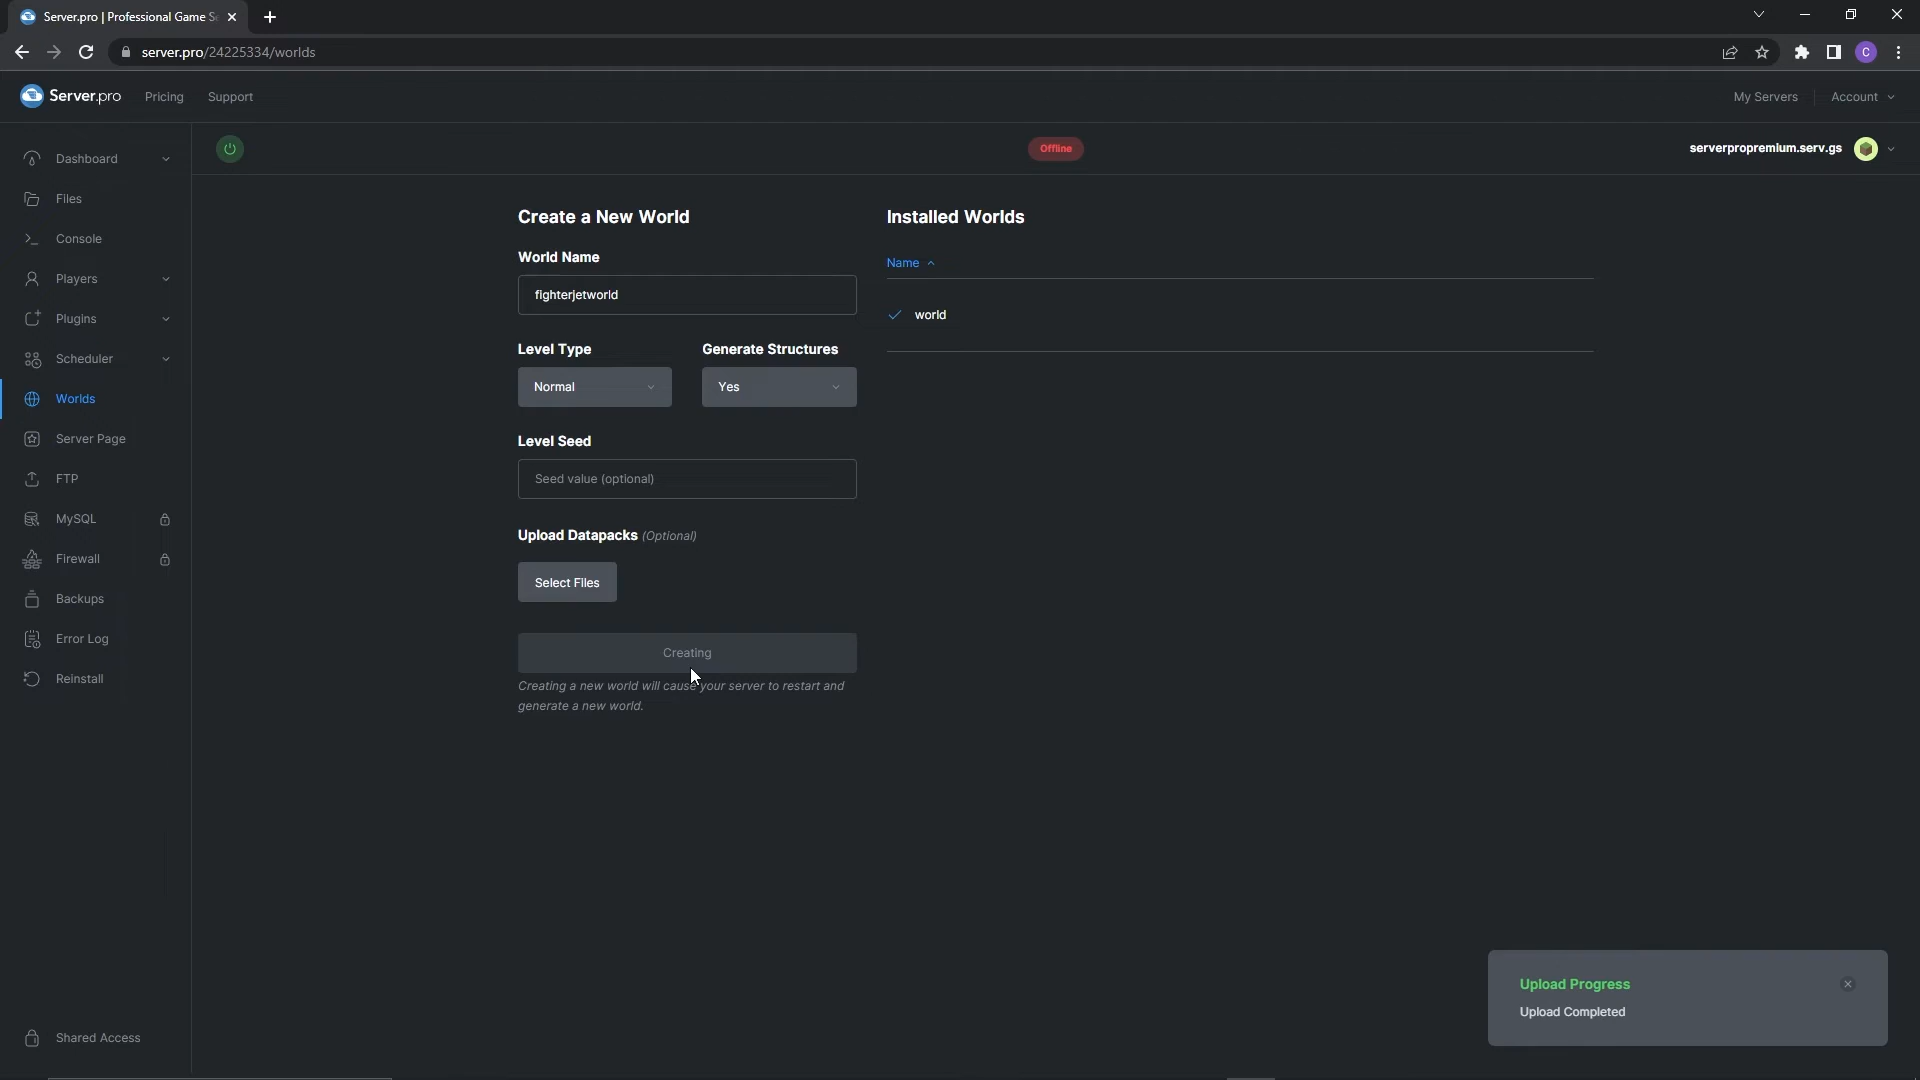 Server.pro | Professional Game Se
server.pro/24225334/worlds
C
Server.pro
Pricing
Support
My Servers
Account
Dashboard
Offline
serverpropremium.serv.gs
Files
Console
Players
Plugins
Scheduler
Worlds
Server Page
FTP
MySQL
Firewall
Backups
Error Log
Reinstall
Shared Access
Create a New World
World Name
fighterjetworld
Level Type
Generate Structures
Normal
Yes
Level Seed
Seed value (optional)
Upload Datapacks (Optional)
Select Files
Creating
Creating a new world will cause your server to restart and
generate a new world.
Installed Worlds
Name
world
Upload Progress
Upload Completed